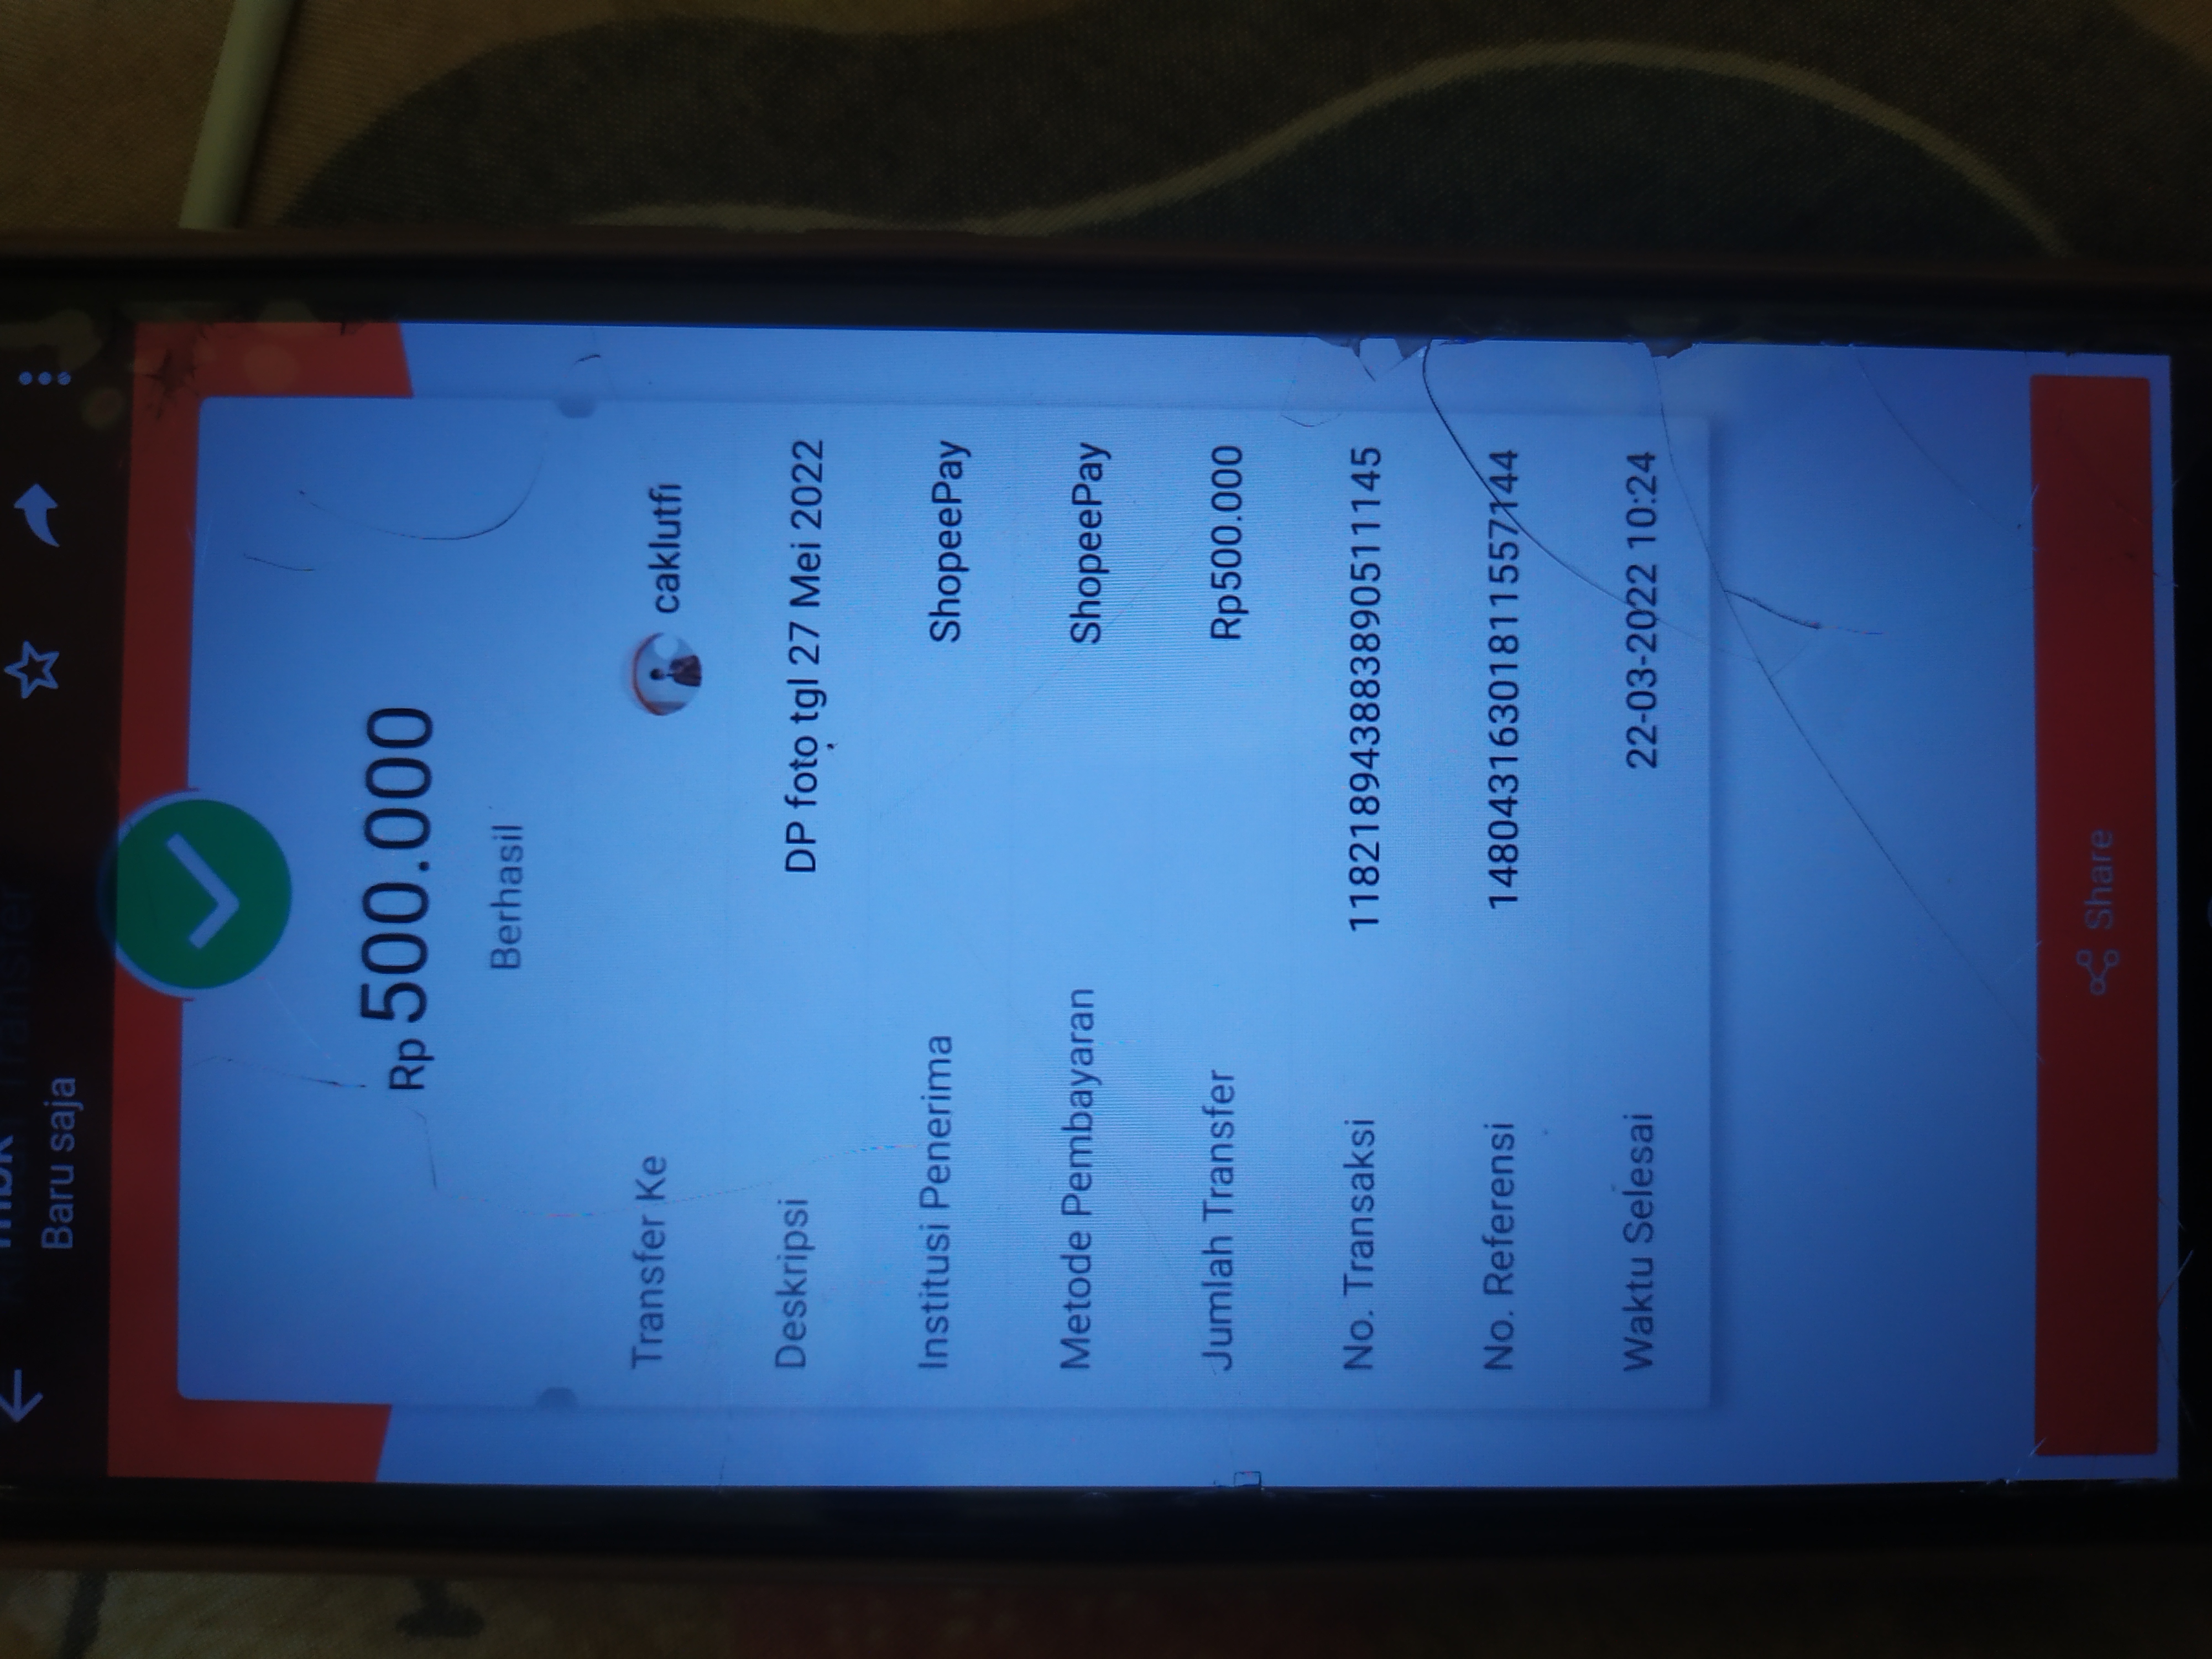 Baru saja
Rp 500.000
Berhasil
Transfer Ke caklutfi
Deskripsi DP foto tgl 27 Mei 2022
Institusi Penerima ShopeePay
Metode Pembayaran ShopeePay
Jumlah Transfer Rp500.000
No. Transaksi 118218943883890511145
No. Referensi 14804316301811557144
Waktu Selesai 22-03-2022 10:24
Share